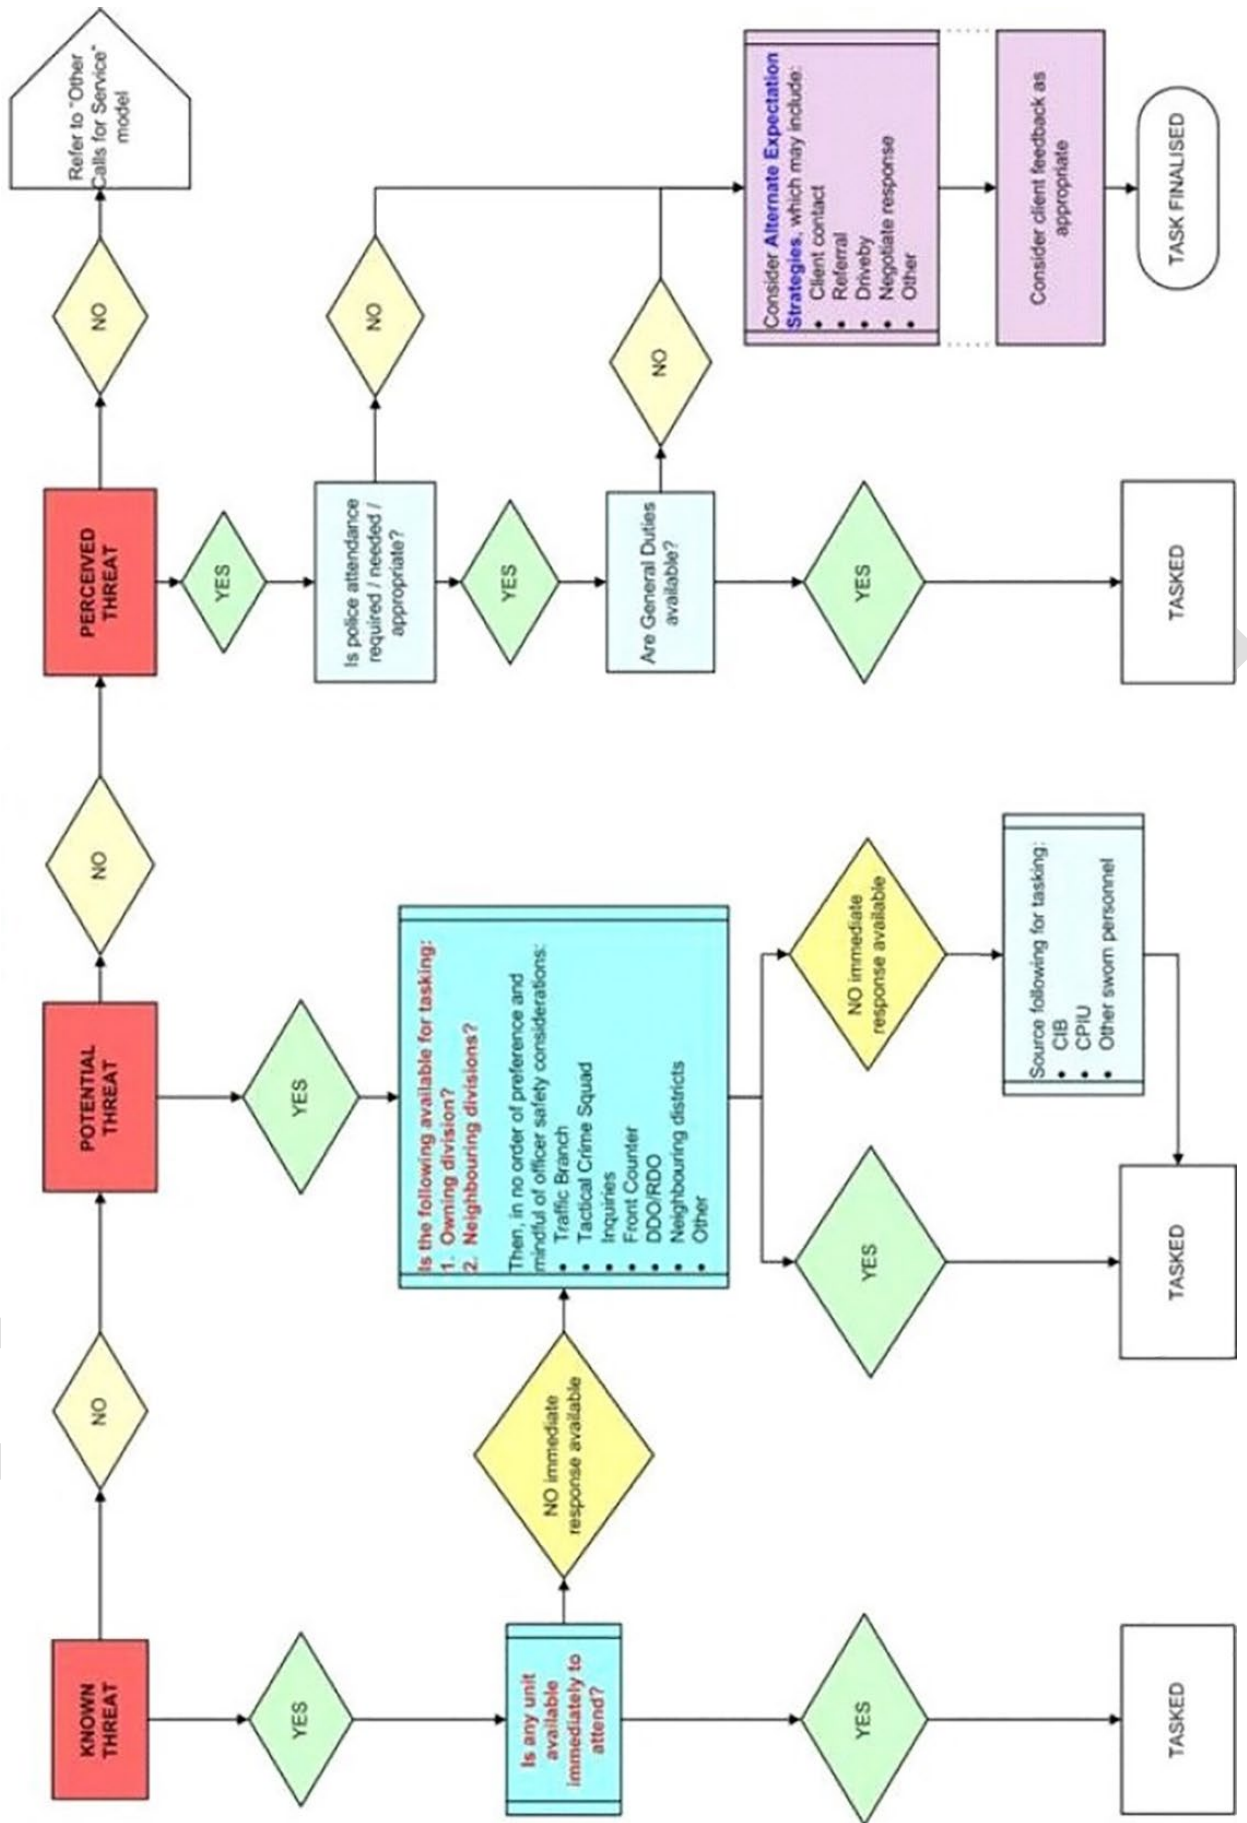 KNOWN
THREAT
NO
POTENTIAL
THREAT
NO
PERCEIVED
THREAT
NO
Refer to "Other
Calls for Service"
model
YES
YES
YES
Is police attendance
required / needed /
appropriate?
NO
YES
Is any unit
available
immediately to
attend?
NO immediate
response available
Is the following available for tasking:
1. Owning division?
2. Neighbouring divisions?
Then, in no order of preference and
mindful of officer safety considerations:
• Traffic Branch
• Tactical Crime Squad
• Inquiries
• Front Counter
• DDO/RDO
• Neighbouring districts
• Other
Are General Duties
available?
NO
YES
YES
NO immediate
response available
YES
Consider Alternate Expectation
Strategies, which may include:
• Client contact
• Referral
• Driveby
• Negotiate response
• Other
Source following for tasking:
• CIB
• CPIU
• Other sworn personnel
Consider client feedback as
appropriate
TASKED
TASKED
TASKED
TASK FINALISED